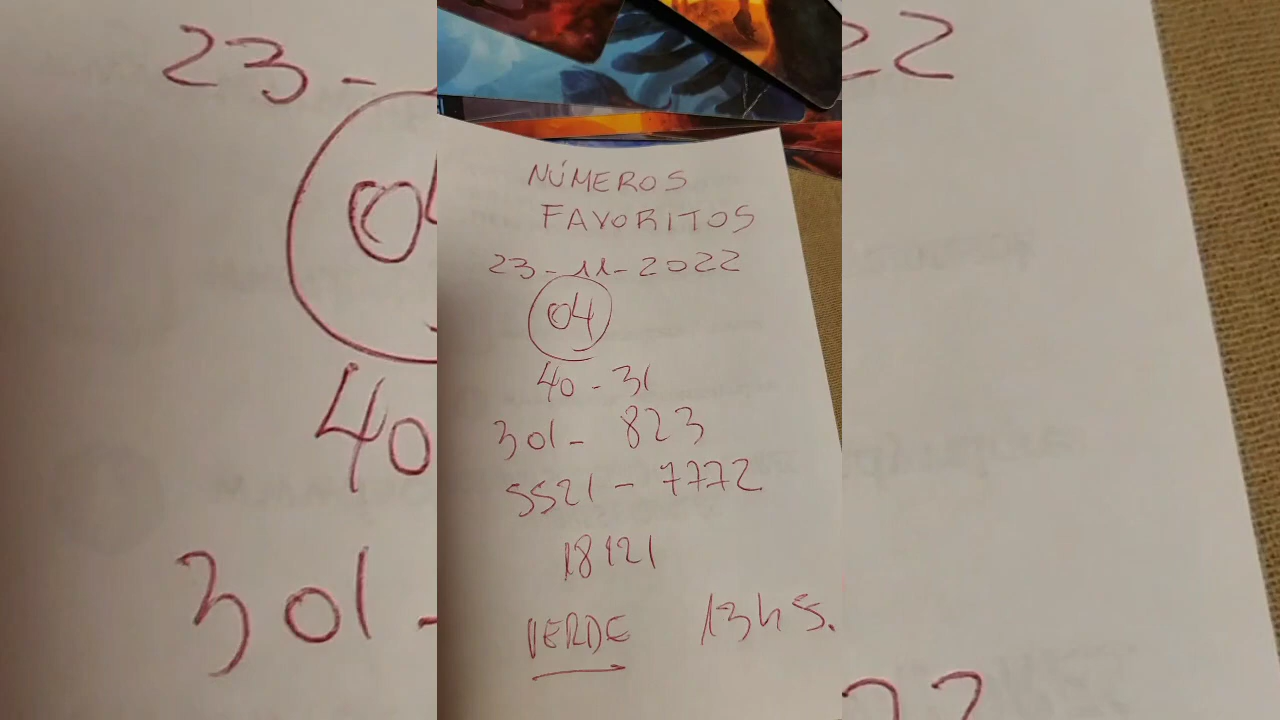 NÚMEROS
FAVORITOS
23-11-2022
04
40-31
301- 823
5521-7772
18121
VERDE 13hs.